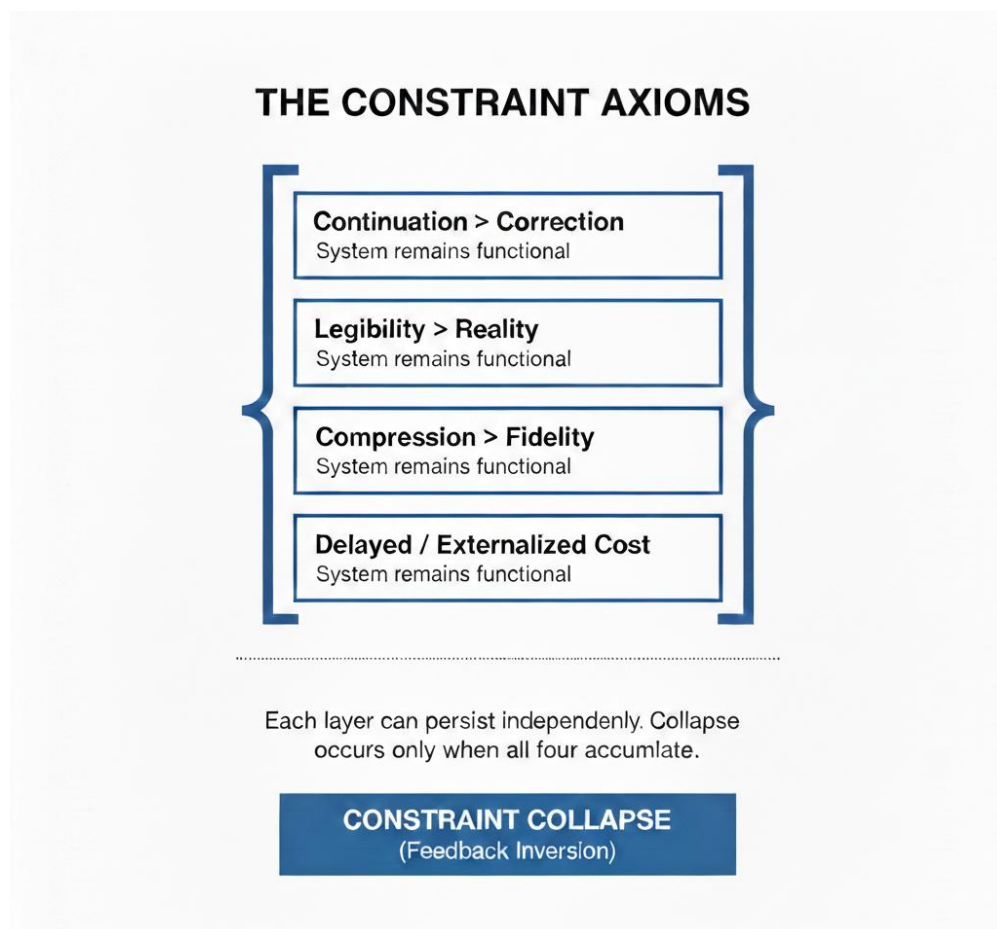 THE CONSTRAINT AXIOMS
Continuation > Correction
System remains functional
Legibility > Reality
System remains functional
Compression > Fidelity
System remains functional
Delayed / Externalized Cost
System remains functional
Each layer can persist independenly. Collapse
occurs only when all four accumlate.
CONSTRAINT COLLAPSE
(Feedback Inversion)